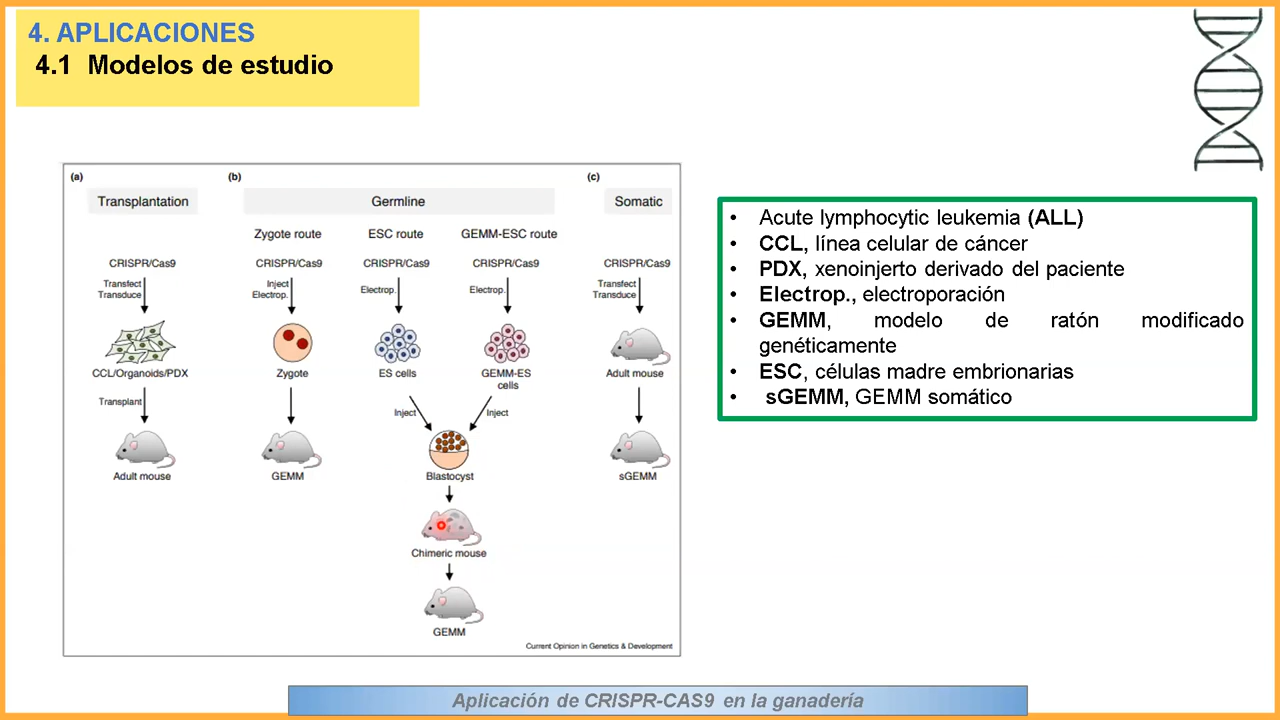 4. APLICACIONES
4.1 Modelos de estudio
(a)
Transplantation
CRISPR/Cas9
Transfect
Transduce
CCL/Organoids/PDX
Transplant
Adult mouse
(b)
Germline
Zygote route
CRISPR/Cas9
Inject
Electrop.
Zygote
GEMM
ESC route
CRISPR/Cas9
Electrop.
ES cells
Inject
GEMM-ESC route
CRISPR/Cas9
Electrop.
GEMM-ES
cells
Inject
Blastocyst
Chimeric mouse
GEMM
(c)
Somatic
CRISPR/Cas9
Transfect
Transduce
Adult mouse
sGEMM
Current Opinion in Genetics & Development
• Acute lymphocytic leukemia (ALL)
• CCL, línea celular de cáncer
• PDX, xenoinjerto derivado del paciente
• Electrop., electroporación
• GEMM, modelo de ratón modificado
genéticamente
• ESC, células madre embrionarias
• sGEMM, GEMM somático
Aplicación de CRISPR-CAS9 en la ganadería